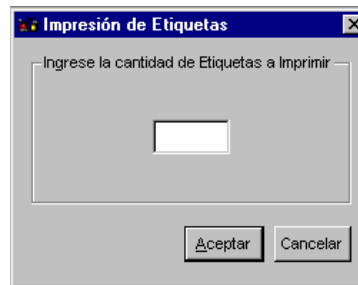 Impresión de Etiquetas
Ingrese la cantidad de Etiquetas a Imprimir
Aceptar Cancelar